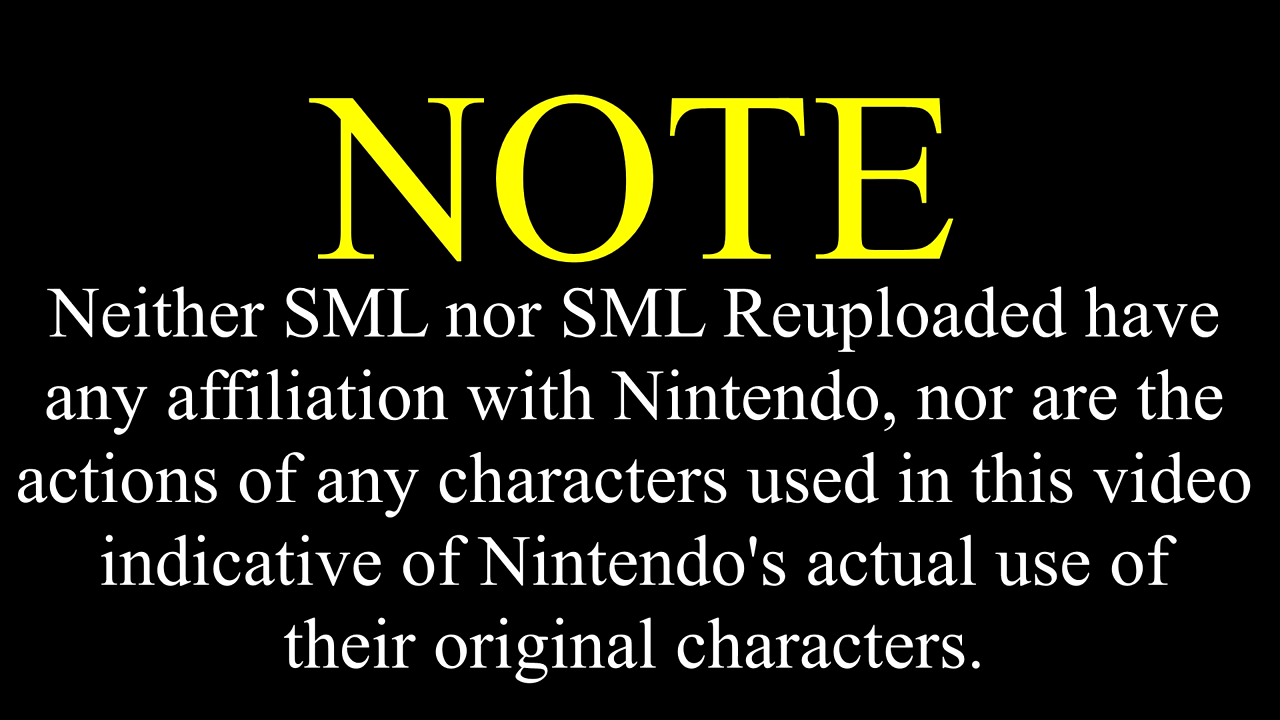 NOTE
Neither SML nor SML Reuploaded have
any affiliation with Nintendo, nor are the
actions of any characters used in this video
indicative of Nintendo's actual use of
their original characters.